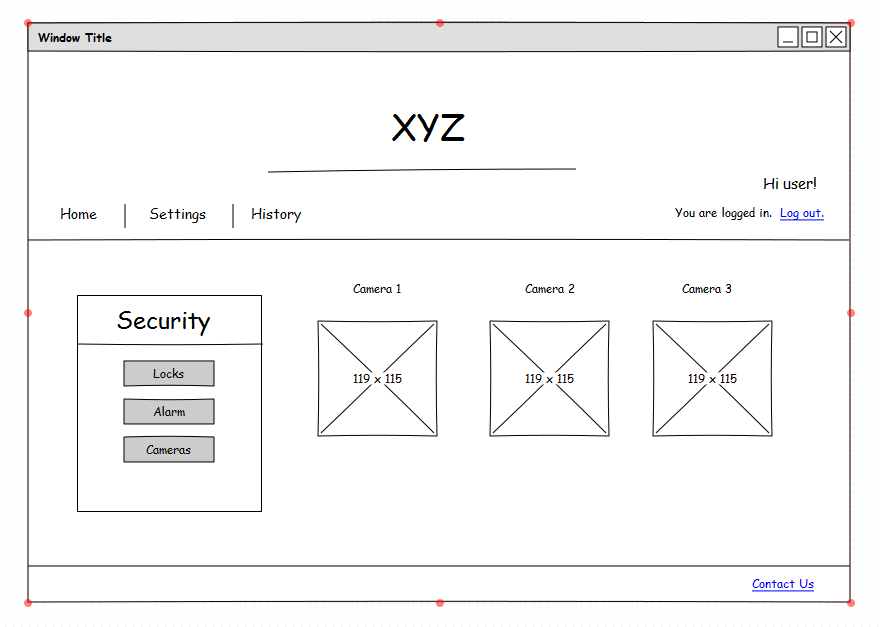 Window Title
XYZ
Hi user!
Home
Settings
History
You are logged in. Log out.
Camera 1
Camera 2
Camera 3
Security
Locks
Alarm
Cameras
119 x 115
119 x 115
119 x 115
Contact Us